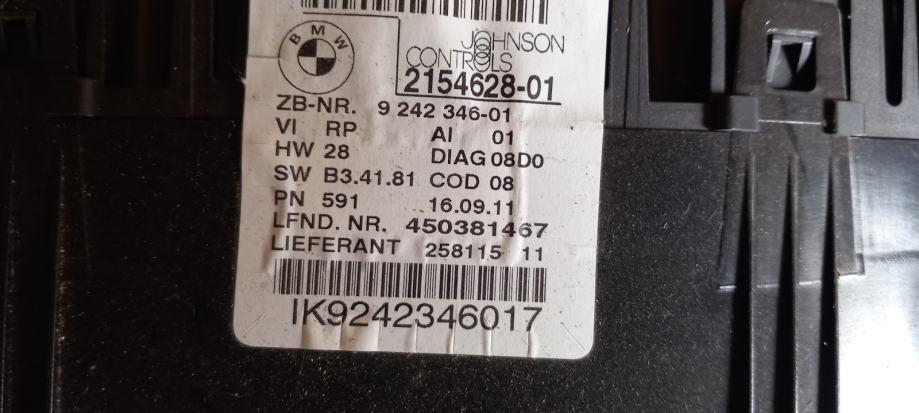 BMW
JOHNSON
CONTROLS
2154628-01
ZB-NR. 9 242 346-01
VI RP AI 01
HW 28 DIAG 08D0
SW B3.41.81 COD 08
PN 591 16.09.11
LFND. NR. 450381467
LIEFERANT 258115 11
IK9242346017